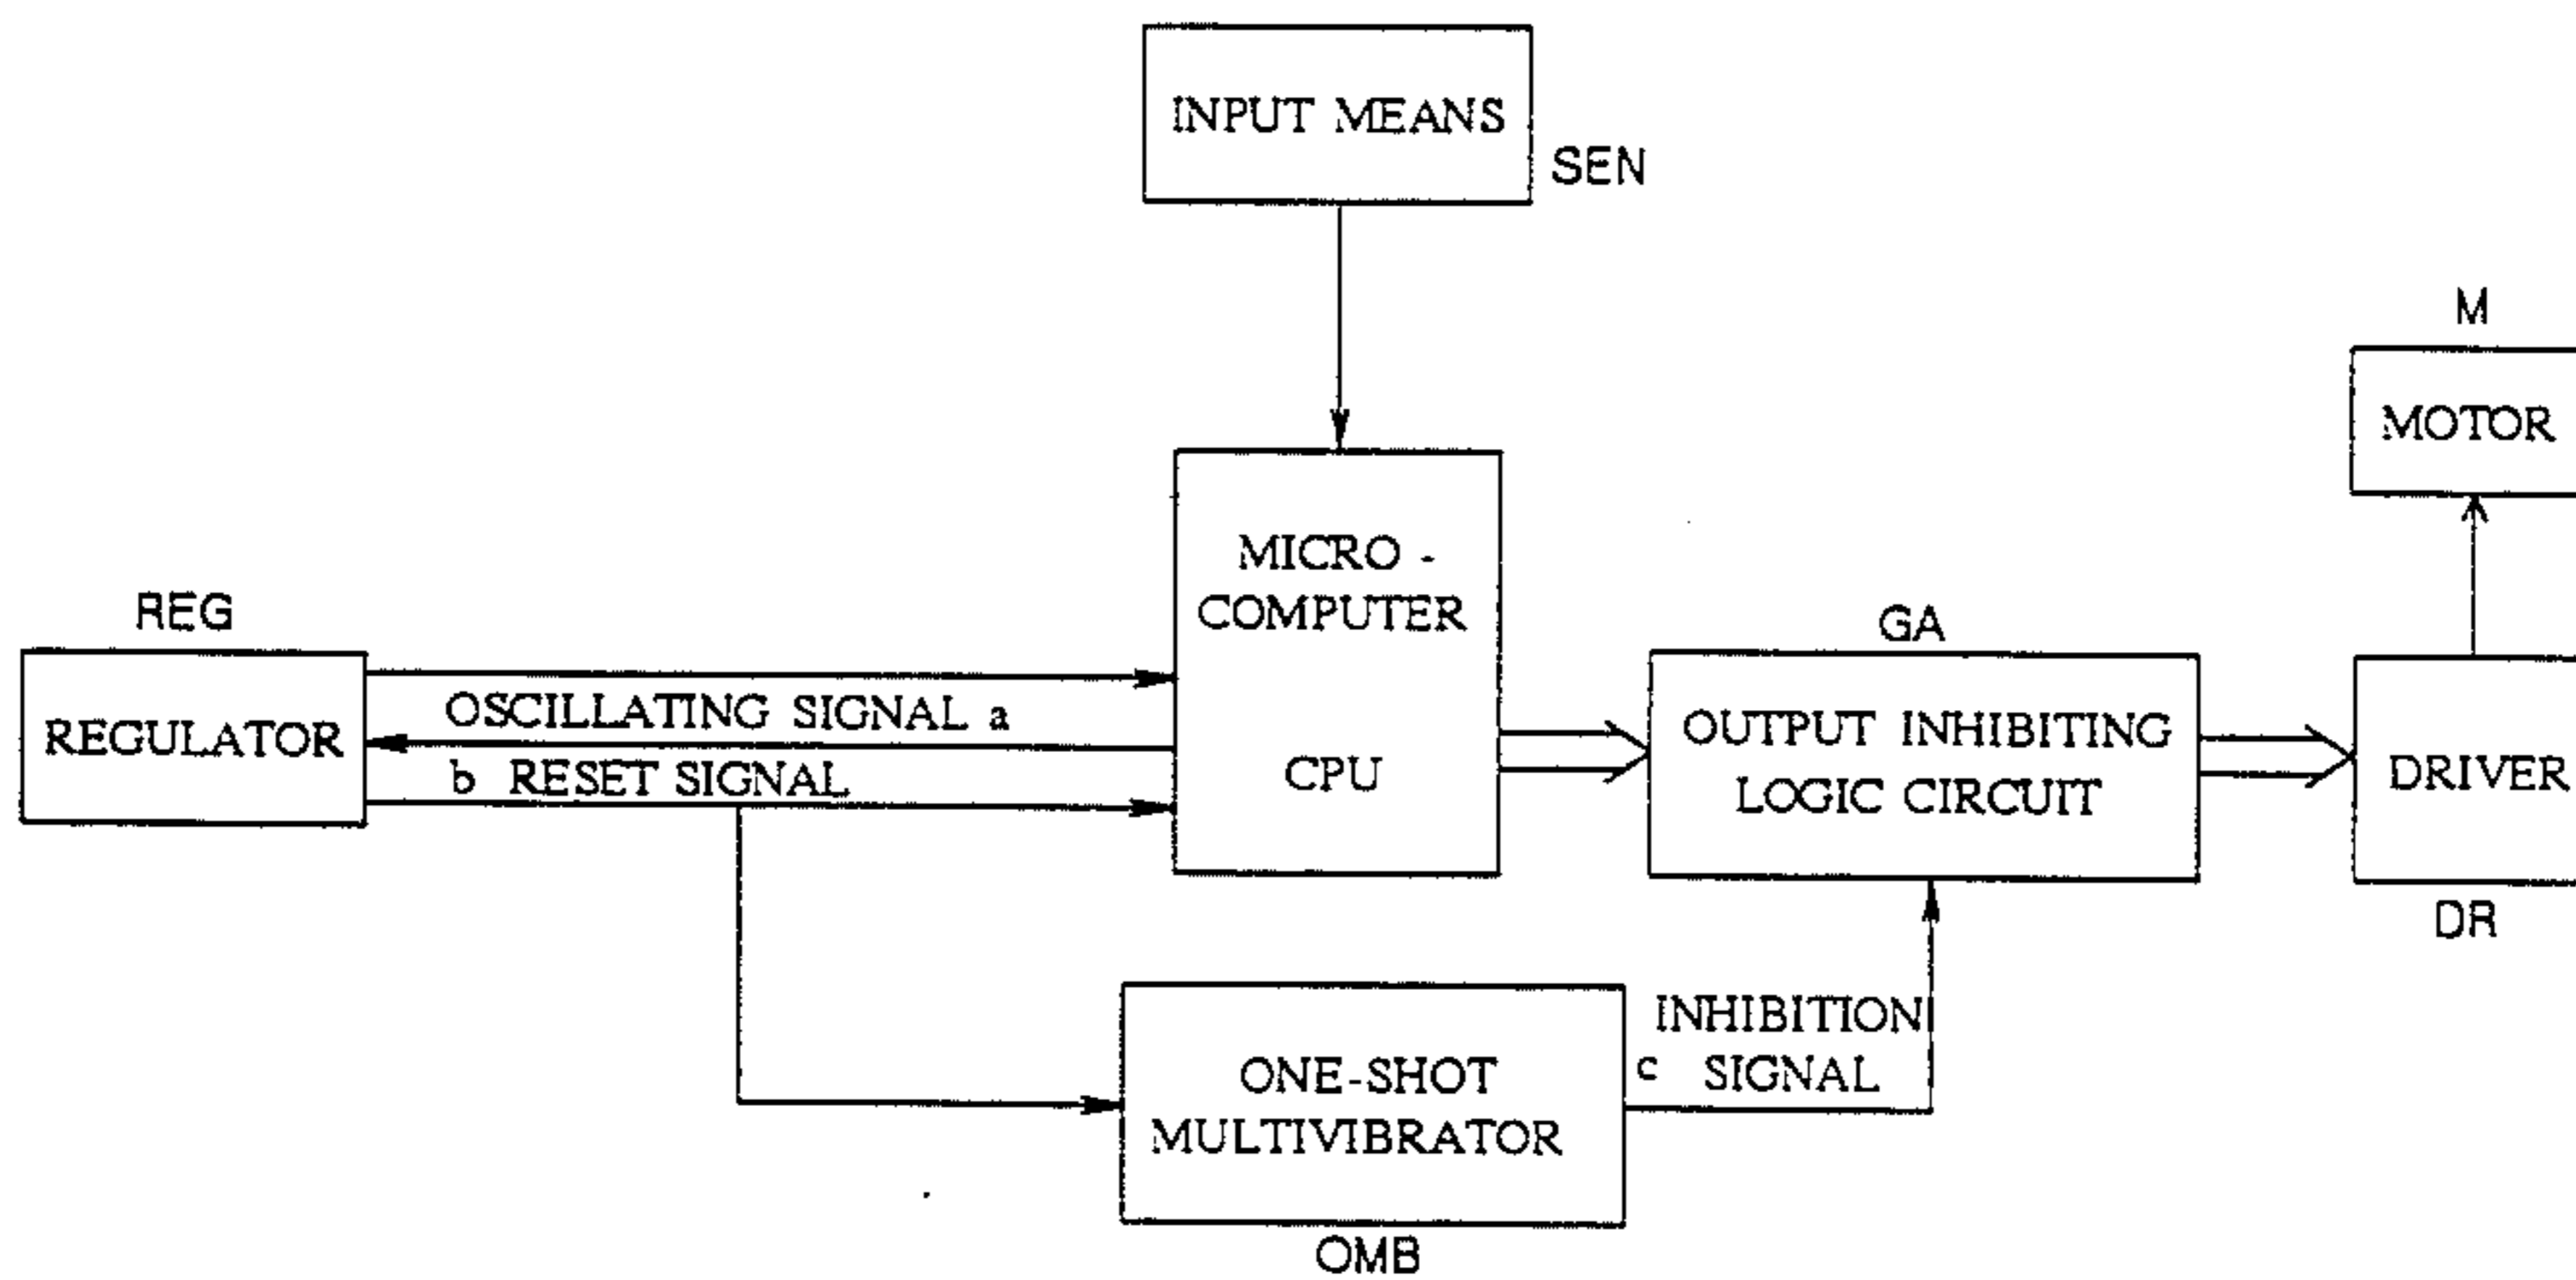 INPUT MEANS
SEN
M
MOTOR
MICRO -
COMPUTER
CPU
REG
REGULATOR
OSCILLATING SIGNAL a
b RESET SIGNAL
GA
OUTPUT INHIBITING
LOGIC CIRCUIT
DRIVER
DR
ONE-SHOT
MULTIVIBRATOR
OMB
INHIBITION
c SIGNAL